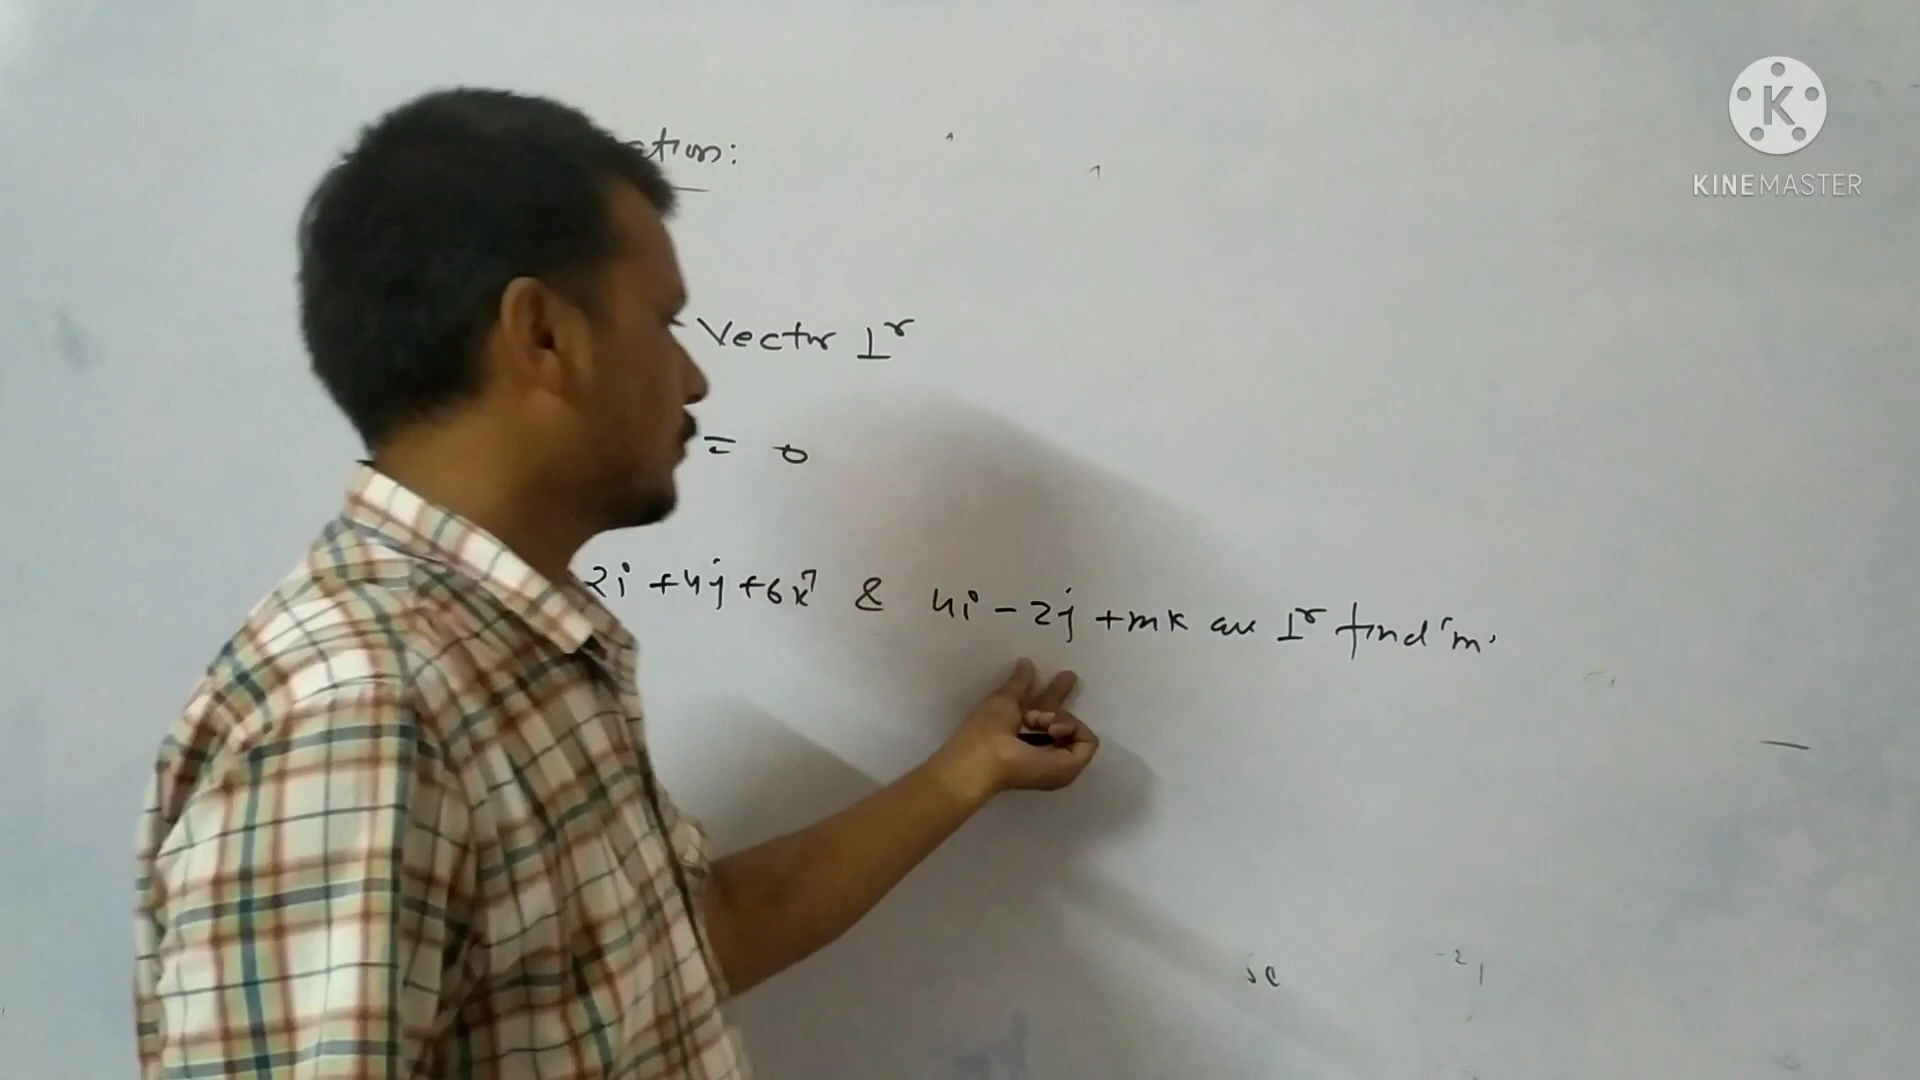 K
KINEMASTER
ation:
Vectr ⊥r
= 0
2i + 4j + 6k & 4i - 2j + mk are ⊥r find 'm'